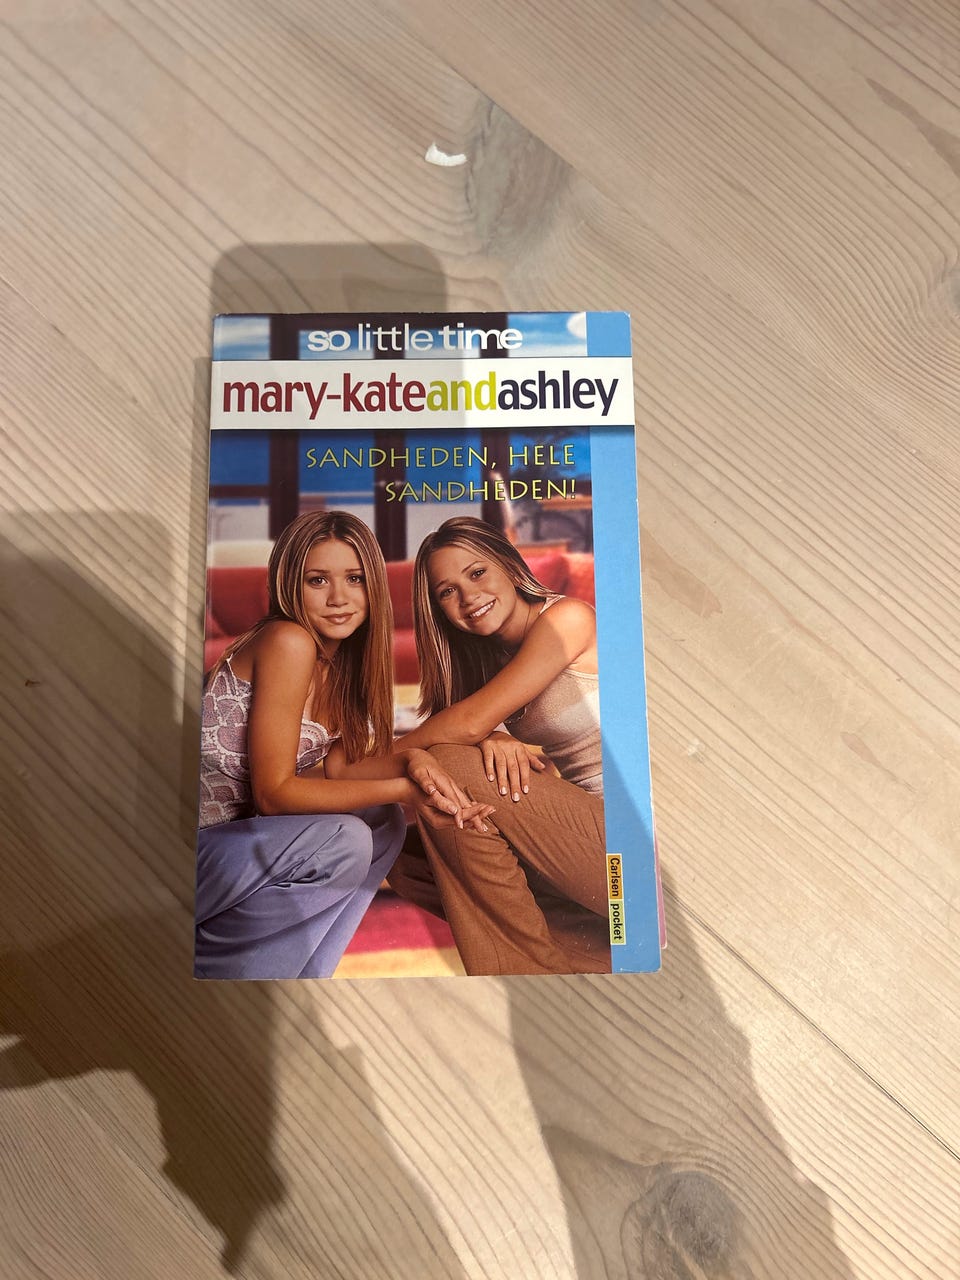 so little time
mary-kateandashley
SANDHEDEN, HELE
SANDHEDEN!
Carlsen pocket